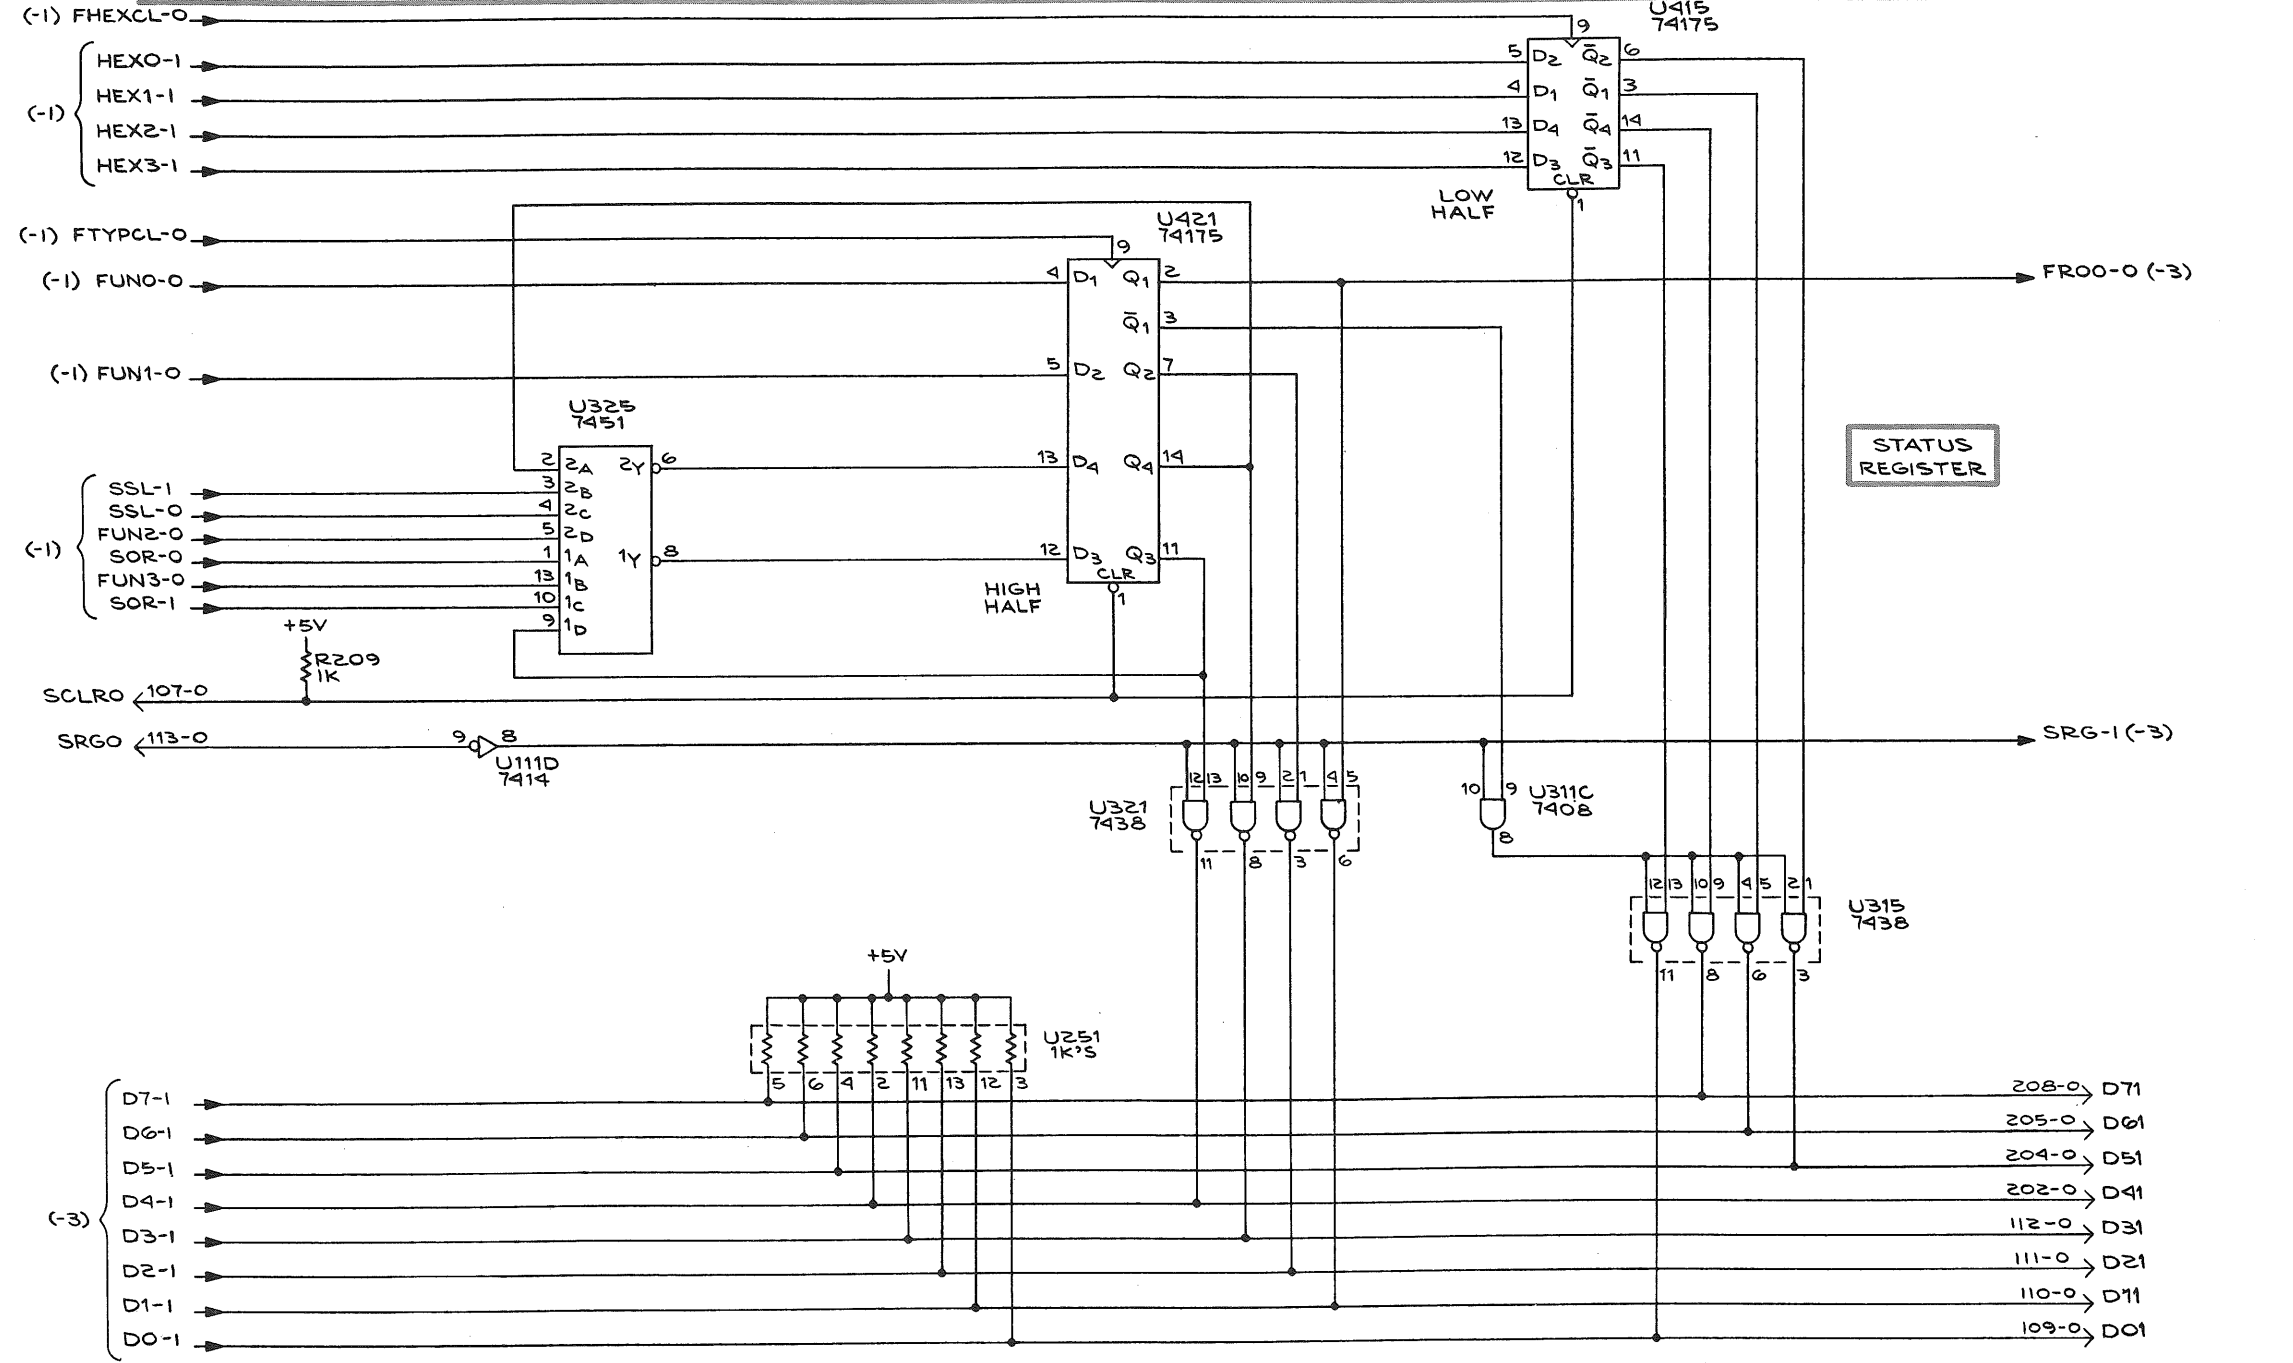 (-1) FHEXCL-0
HEX0-1
HEX1-1
(-1)
HEX2-1
HEX3-1
U415
74175
9
5 D2 Q̄2 6
4 D1 Q̄1 3
13 D4 Q̄4 14
12 D3 Q̄3 11
CLR
1
LOW
HALF
(-1) FTYPCL-0
(-1) FUN0-0
(-1) FUN1-0
U421
74175
9
4 D1 Q1 2
Q̄1 3
5 D2 Q2 7
13 D4 Q4 14
12 D3 Q3 11
CLR
1
HIGH
HALF
FR00-0 (-3)
STATUS
REGISTER
U325
7451
2 2A 2Y 6
SSL-1 3 2B
SSL-0 4 2C
FUN2-0 5 2D
(-1)
SOR-0 1 1A 1Y 8
FUN3-0 13 1B
SOR-1 10 1C
9 1D
+5V
R209
1K
SCLR0 107-0
SRG0 113-0
9 8
U111D
7414
SRG-1 (-3)
12 13 10 9 2 1 4 5
U321
7438
11 8 3 6
10 9
U311C
7408
8
12 13 10 9 4 5 2 1
U315
7438
11 8 6 3
+5V
U251
1K'S
5 6 4 2 11 13 12 3
D7-1 208-0 D71
D6-1 205-0 D61
D5-1 204-0 D51
D4-1 202-0 D41
(-3)
D3-1 112-0 D31
D2-1 111-0 D21
D1-1 110-0 D11
D0-1 109-0 D01